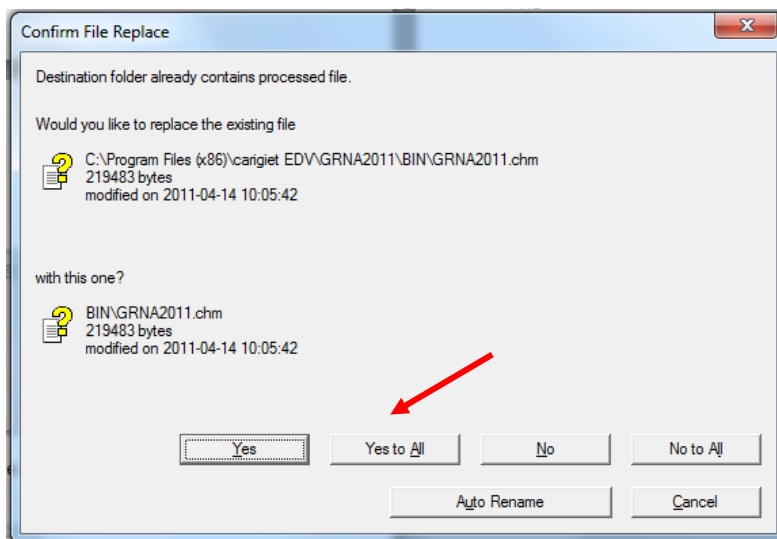 Confirm File Replace
Destination folder already contains processed file.
Would you like to replace the existing file
C:\Program Files (x86)\carigiet EDV\GRNA2011\BIN\GRNA2011.chm
219483 bytes
modified on 2011-04-14 10:05:42
with this one?
BIN\GRNA2011.chm
219483 bytes
modified on 2011-04-14 10:05:42
Yes Yes to All No No to All
Auto Rename Cancel